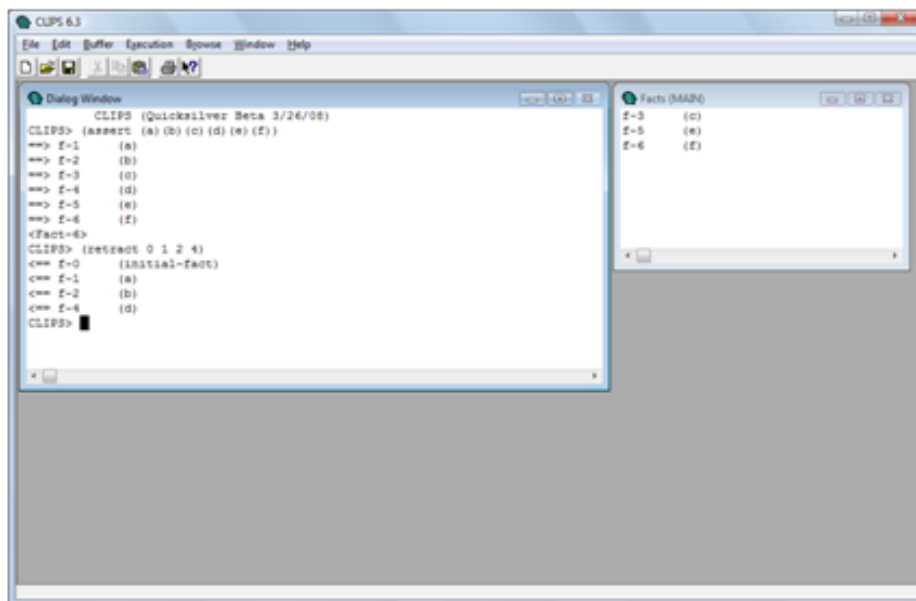 CLIPS 6.3
File Edit Buffer Execution Browse Window Help
Dialog Window
CLIPS (Quicksilver Beta 3/26/08)
CLIPS> (assert (a)(b)(c)(d)(e)(f))
==> f-1 (a)
==> f-2 (b)
==> f-3 (c)
==> f-4 (d)
==> f-5 (e)
==> f-6 (f)
<Fact-6>
CLIPS> (retract 0 1 2 4)
<== f-0 (initial-fact)
<== f-1 (a)
<== f-2 (b)
<== f-4 (d)
CLIPS>
Facts (MAIN)
f-3 (c)
f-5 (e)
f-6 (f)